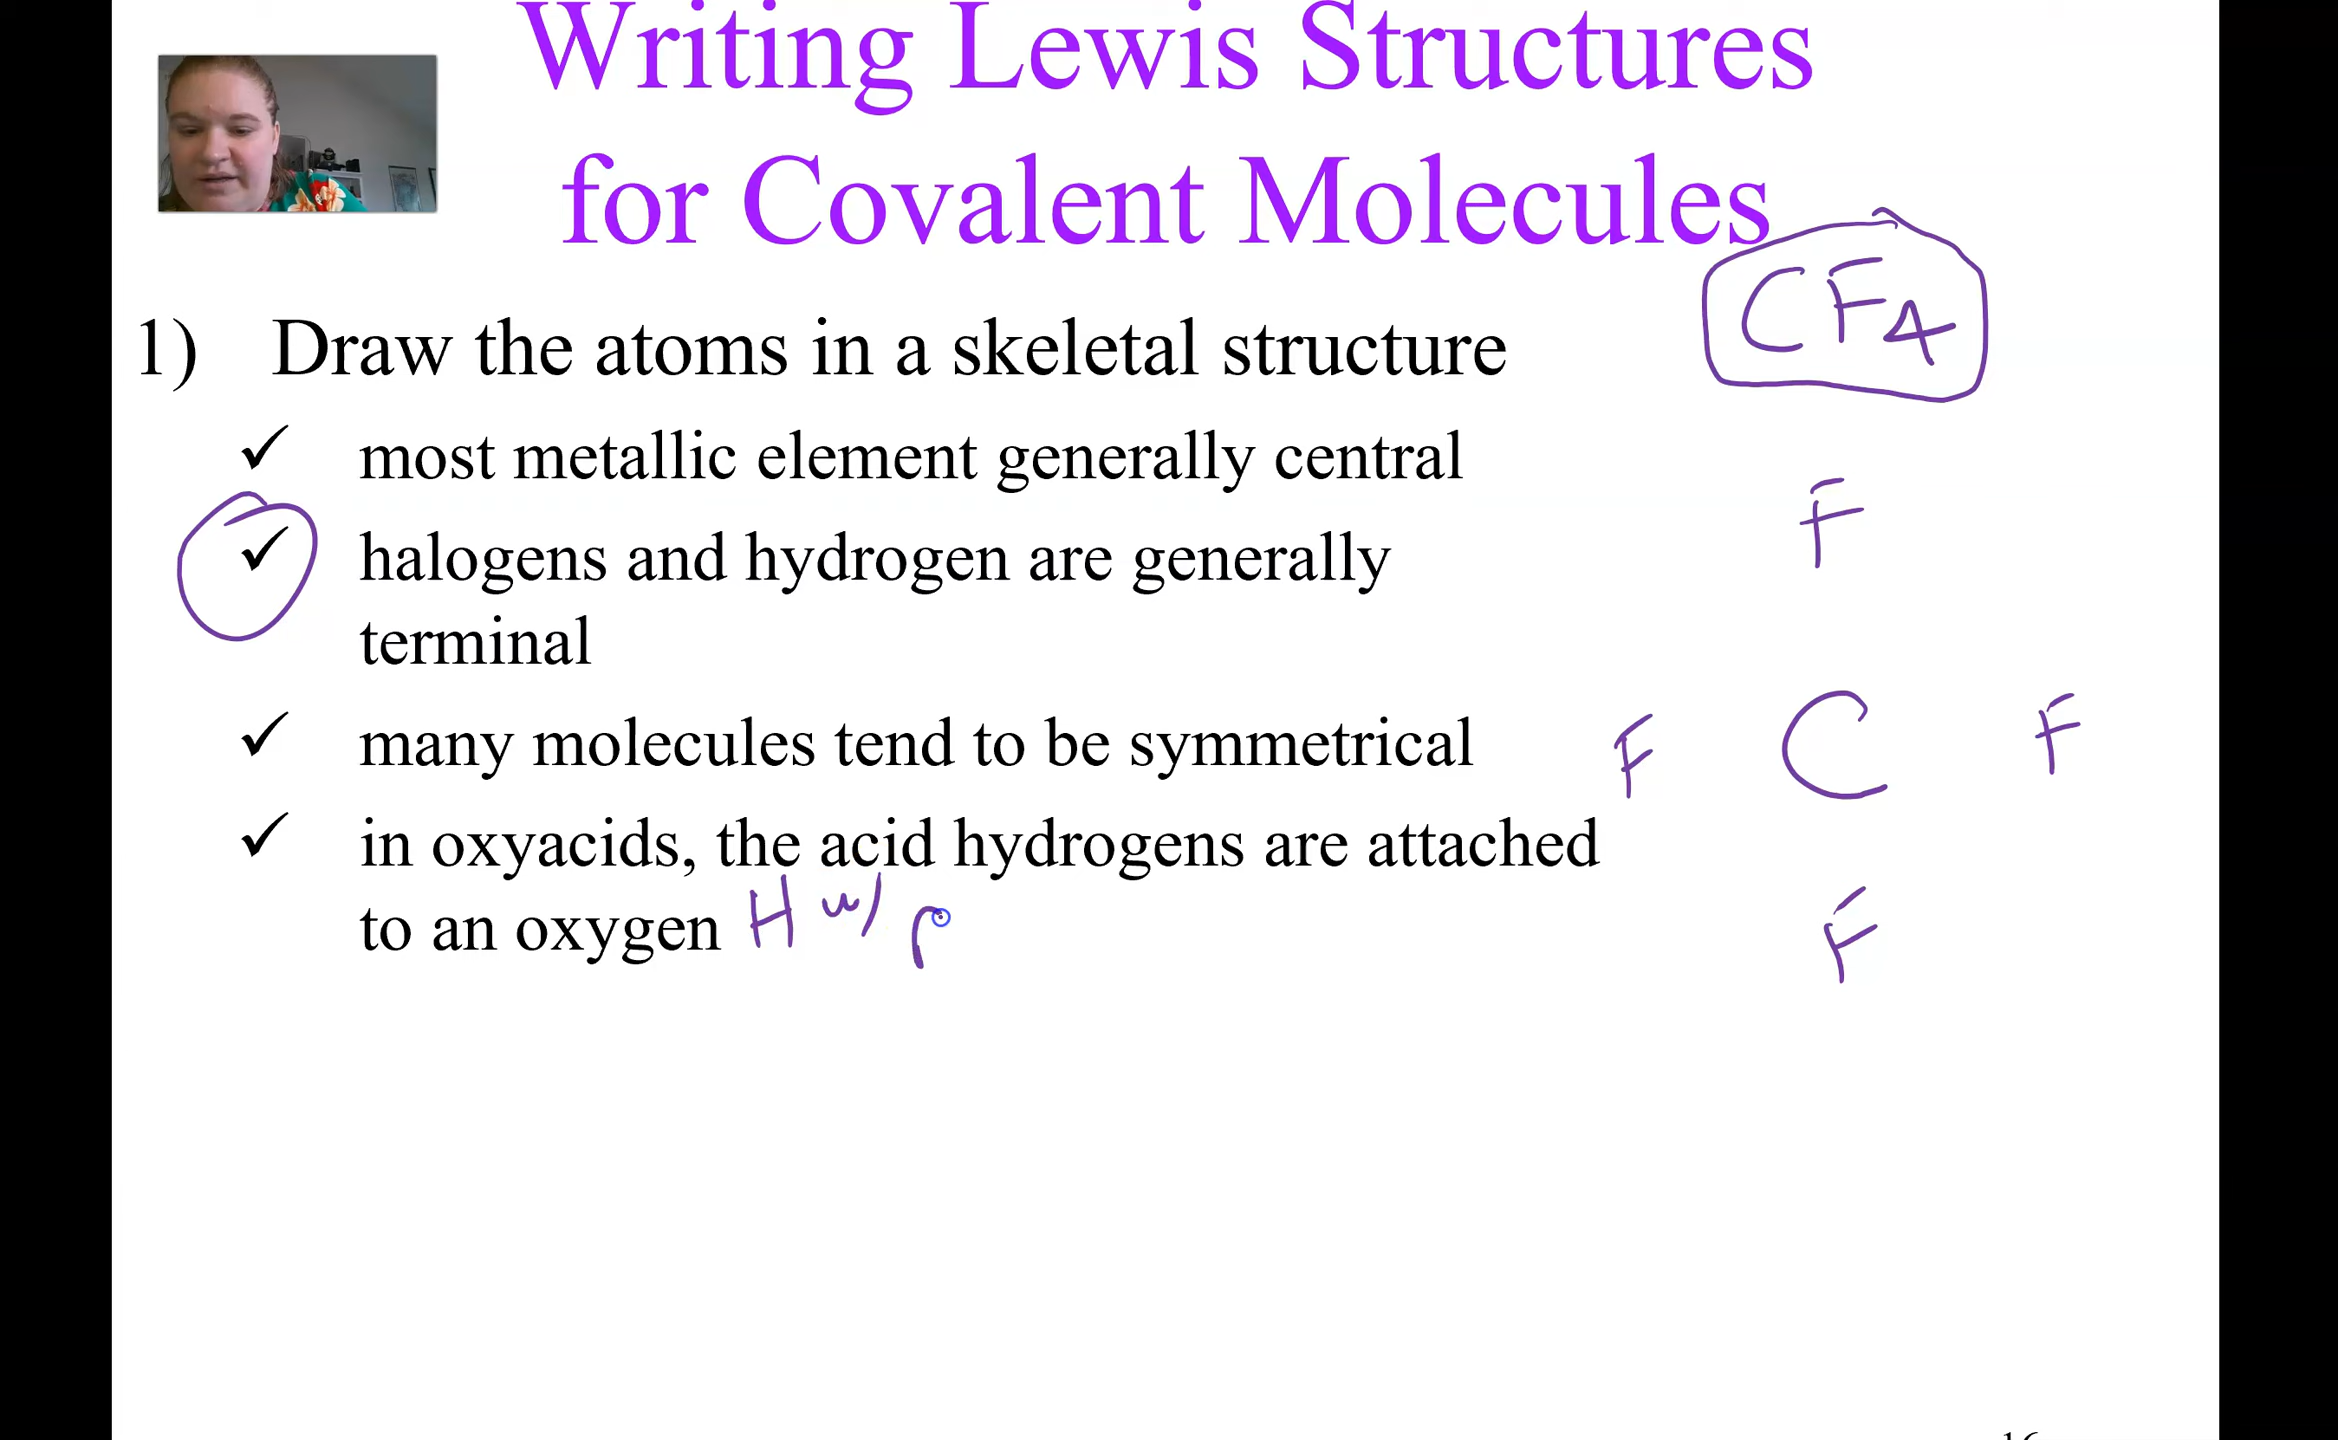 Writing Lewis Structures
for Covalent Molecules
CF4
1) Draw the atoms in a skeletal structure
✓ most metallic element generally central
F
✓ halogens and hydrogen are generally
terminal
✓ many molecules tend to be symmetrical
F C F
✓ in oxyacids, the acid hydrogens are attached
to an oxygen H w/
F